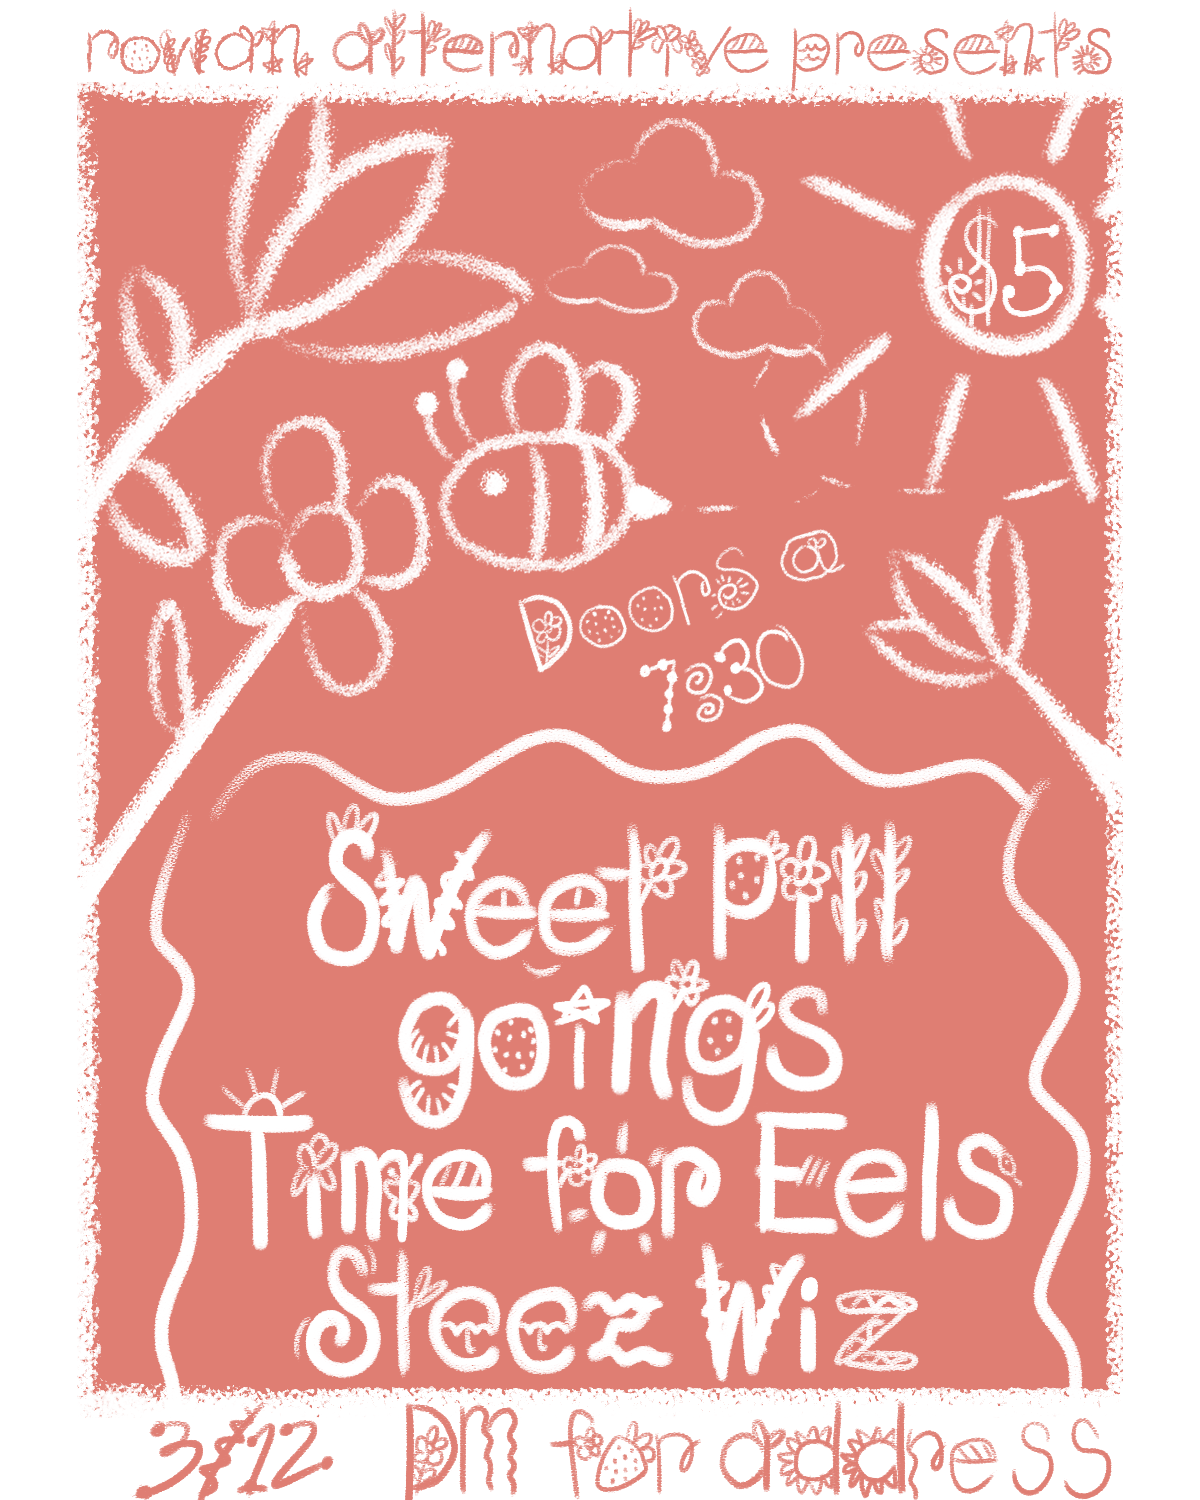 rowan alternative presents
$5
Doors @
7:30
Sweet Pill
goings
Time for Eels
Steez Wiz
3/12 DM for address